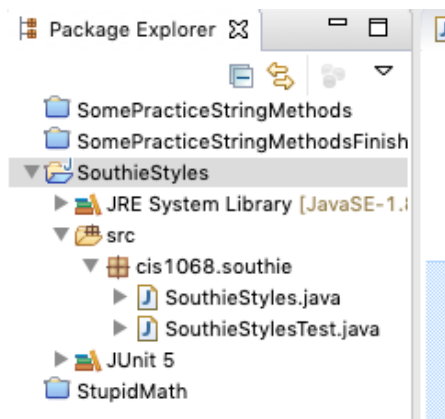 Package Explorer
SomePracticeStringMethods
SomePracticeStringMethodsFinish
SouthieStyles
JRE System Library [JavaSE-1.
src
cis1068.southie
SouthieStyles.java
SouthieStylesTest.java
JUnit 5
StupidMath